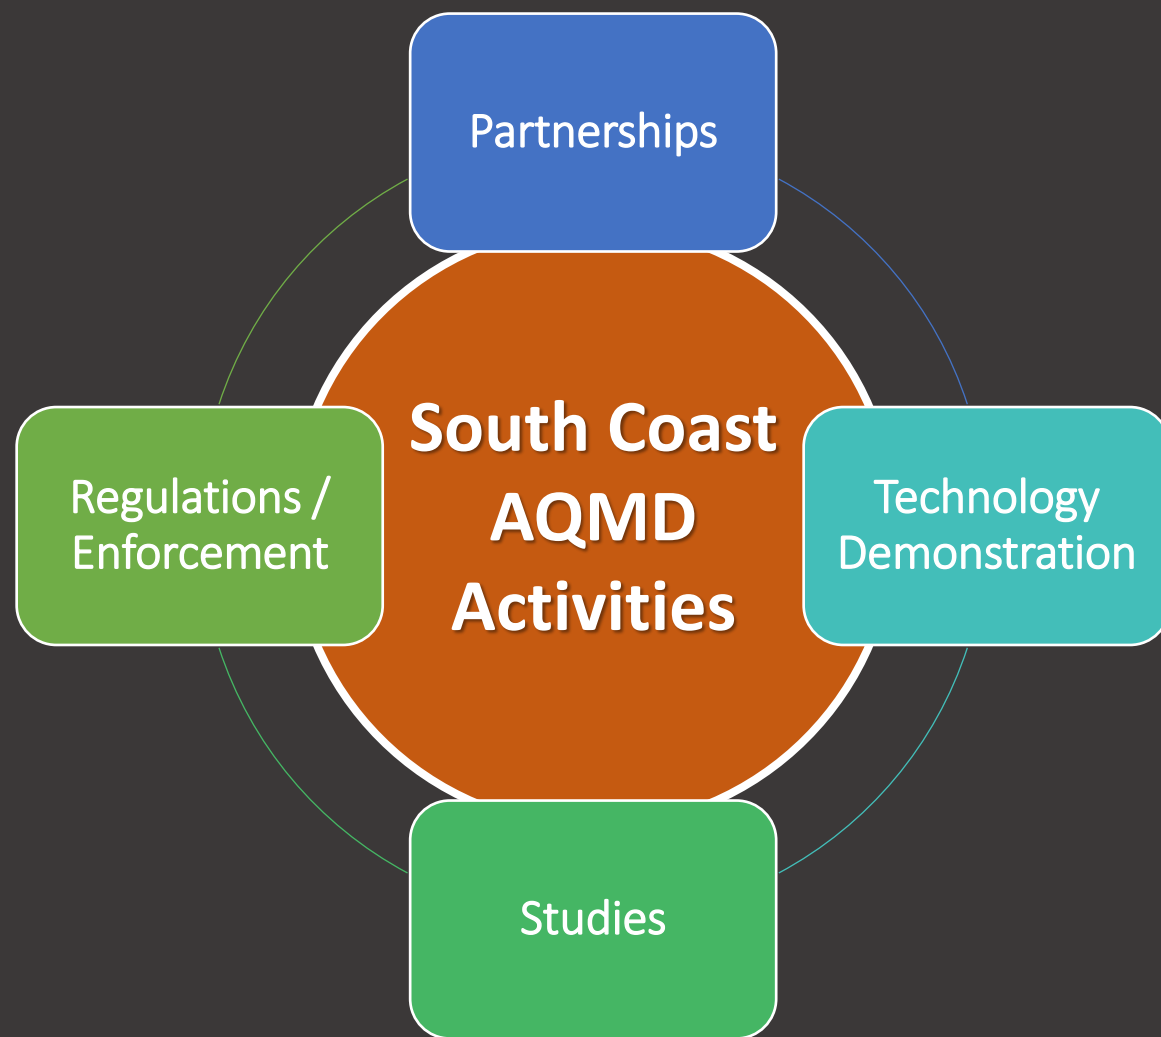 Partnerships
South Coast
AQMD
Activities
Regulations /
Enforcement
Technology
Demonstration
Studies